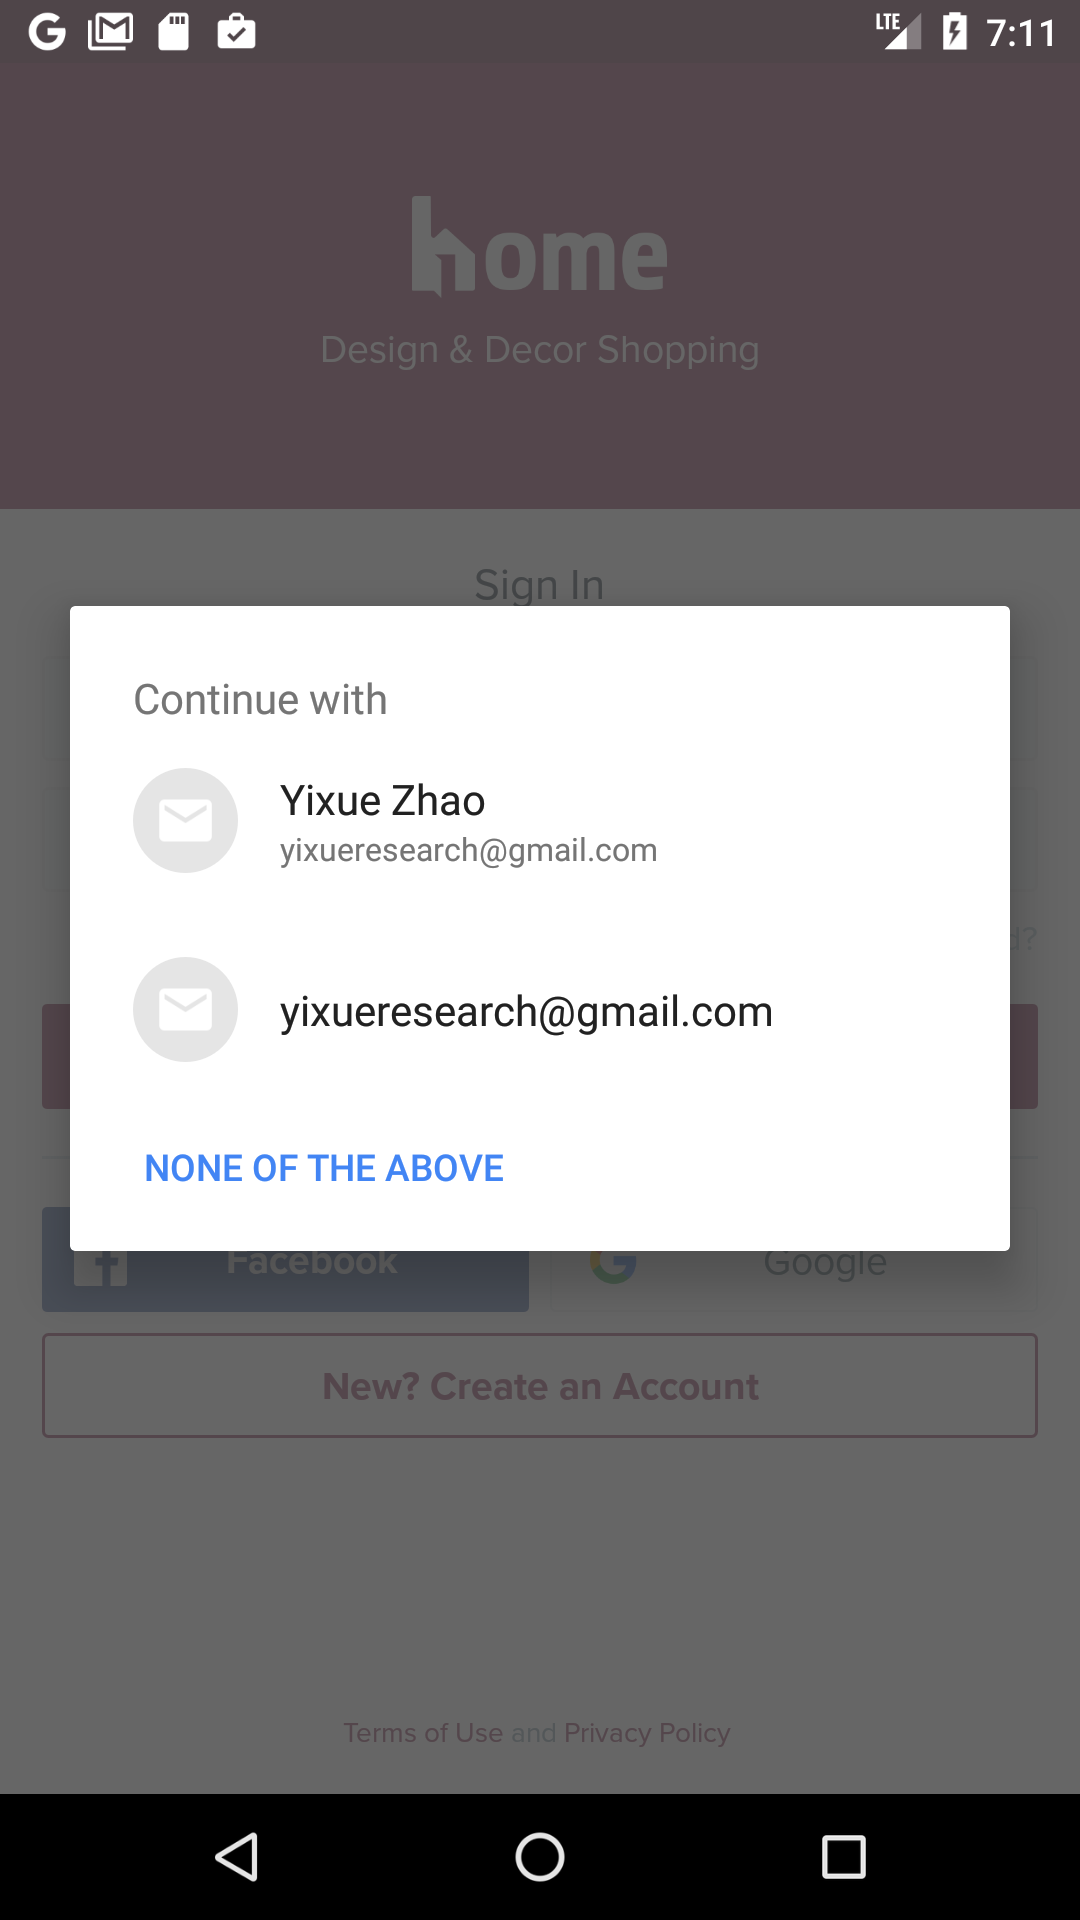 LTE 7:11
home
Design & Decor Shopping
Sign In
Continue with
Yixue Zhao
yixueresearch@gmail.com
d?
yixueresearch@gmail.com
NONE OF THE ABOVE
Facebook Google
New? Create an Account
Terms of Use and Privacy Policy